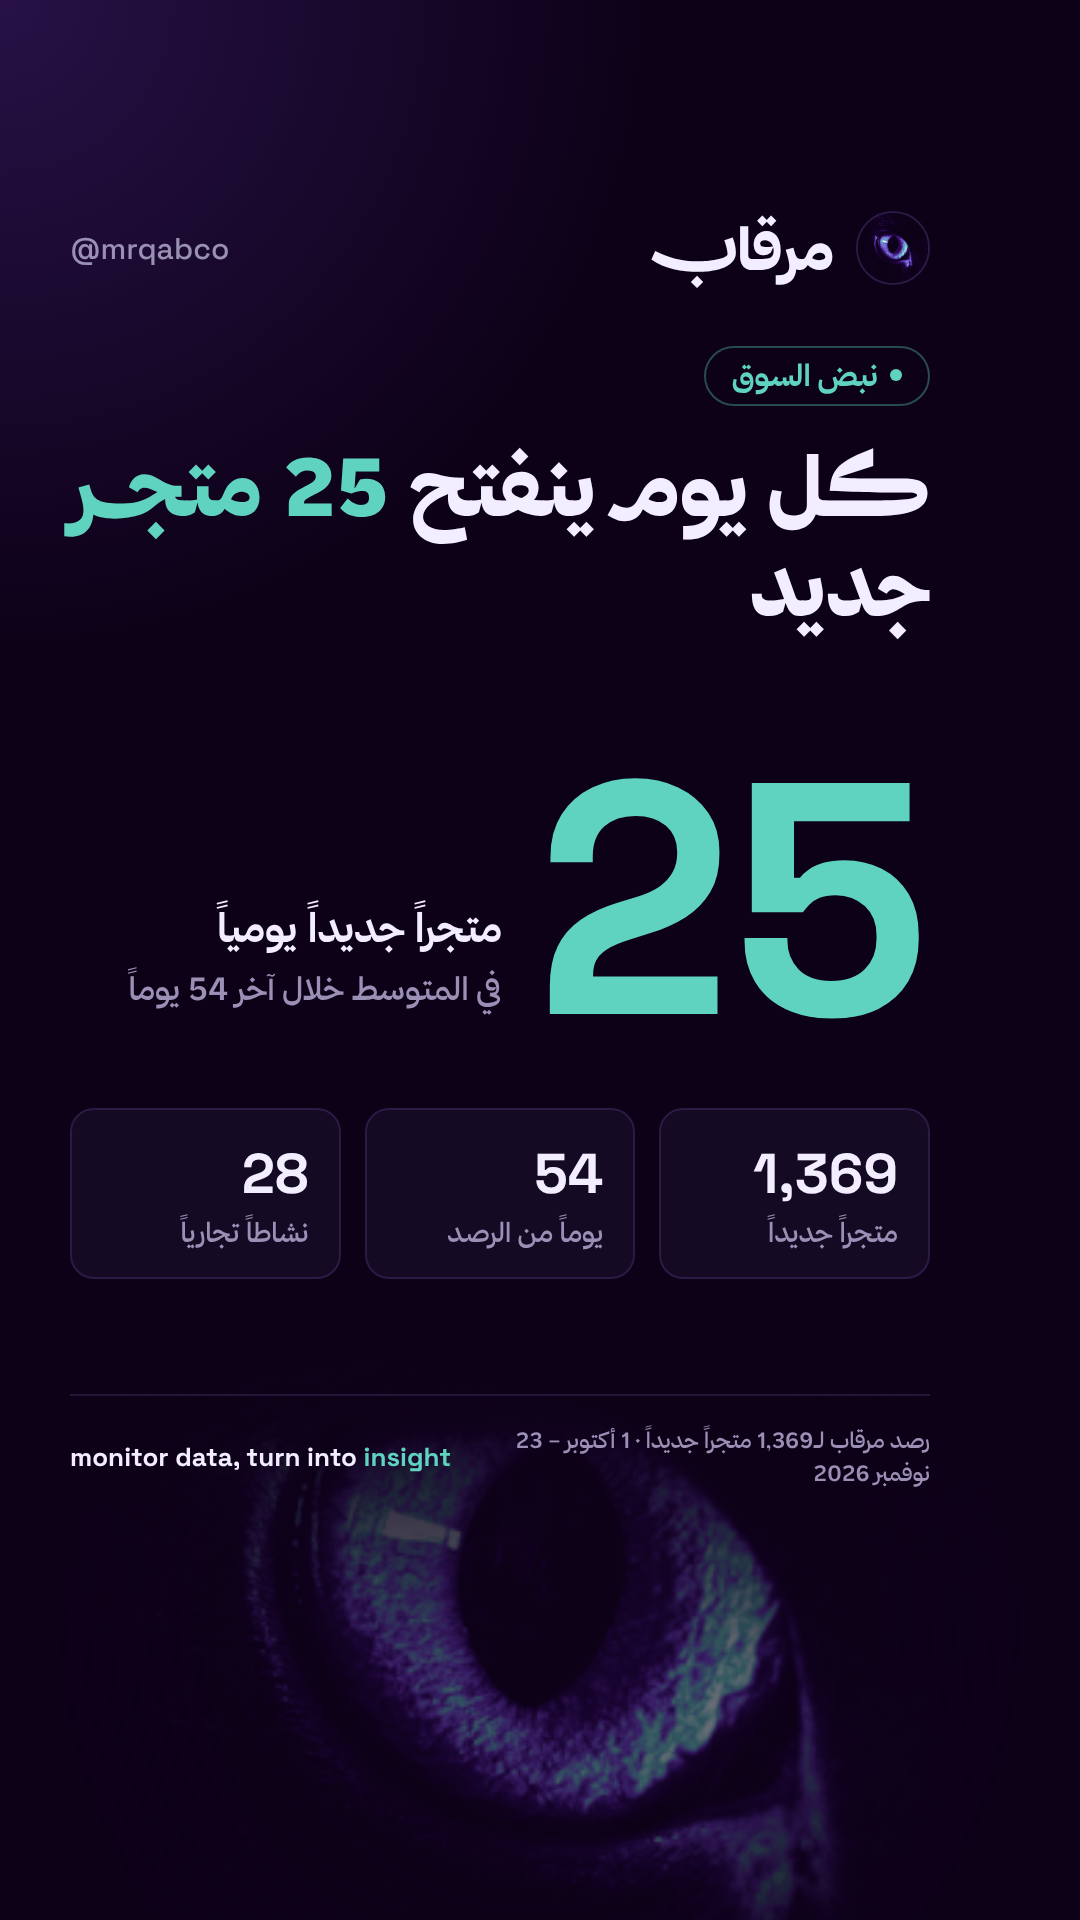 مرقاب
@mrqabco
نبض السوق
كل يوم ينفتح 25 متجر
جديد
25
متجراً جديداً يومياً
في المتوسط خلال آخر 54 يوماً
1,369
متجراً جديداً
54
يوماً من الرصد
28
نشاطاً تجارياً
رصد مرقاب لـ1,369 متجراً جديداً · 1 أكتوبر – 23
نوفمبر 2026
monitor data, turn into insight